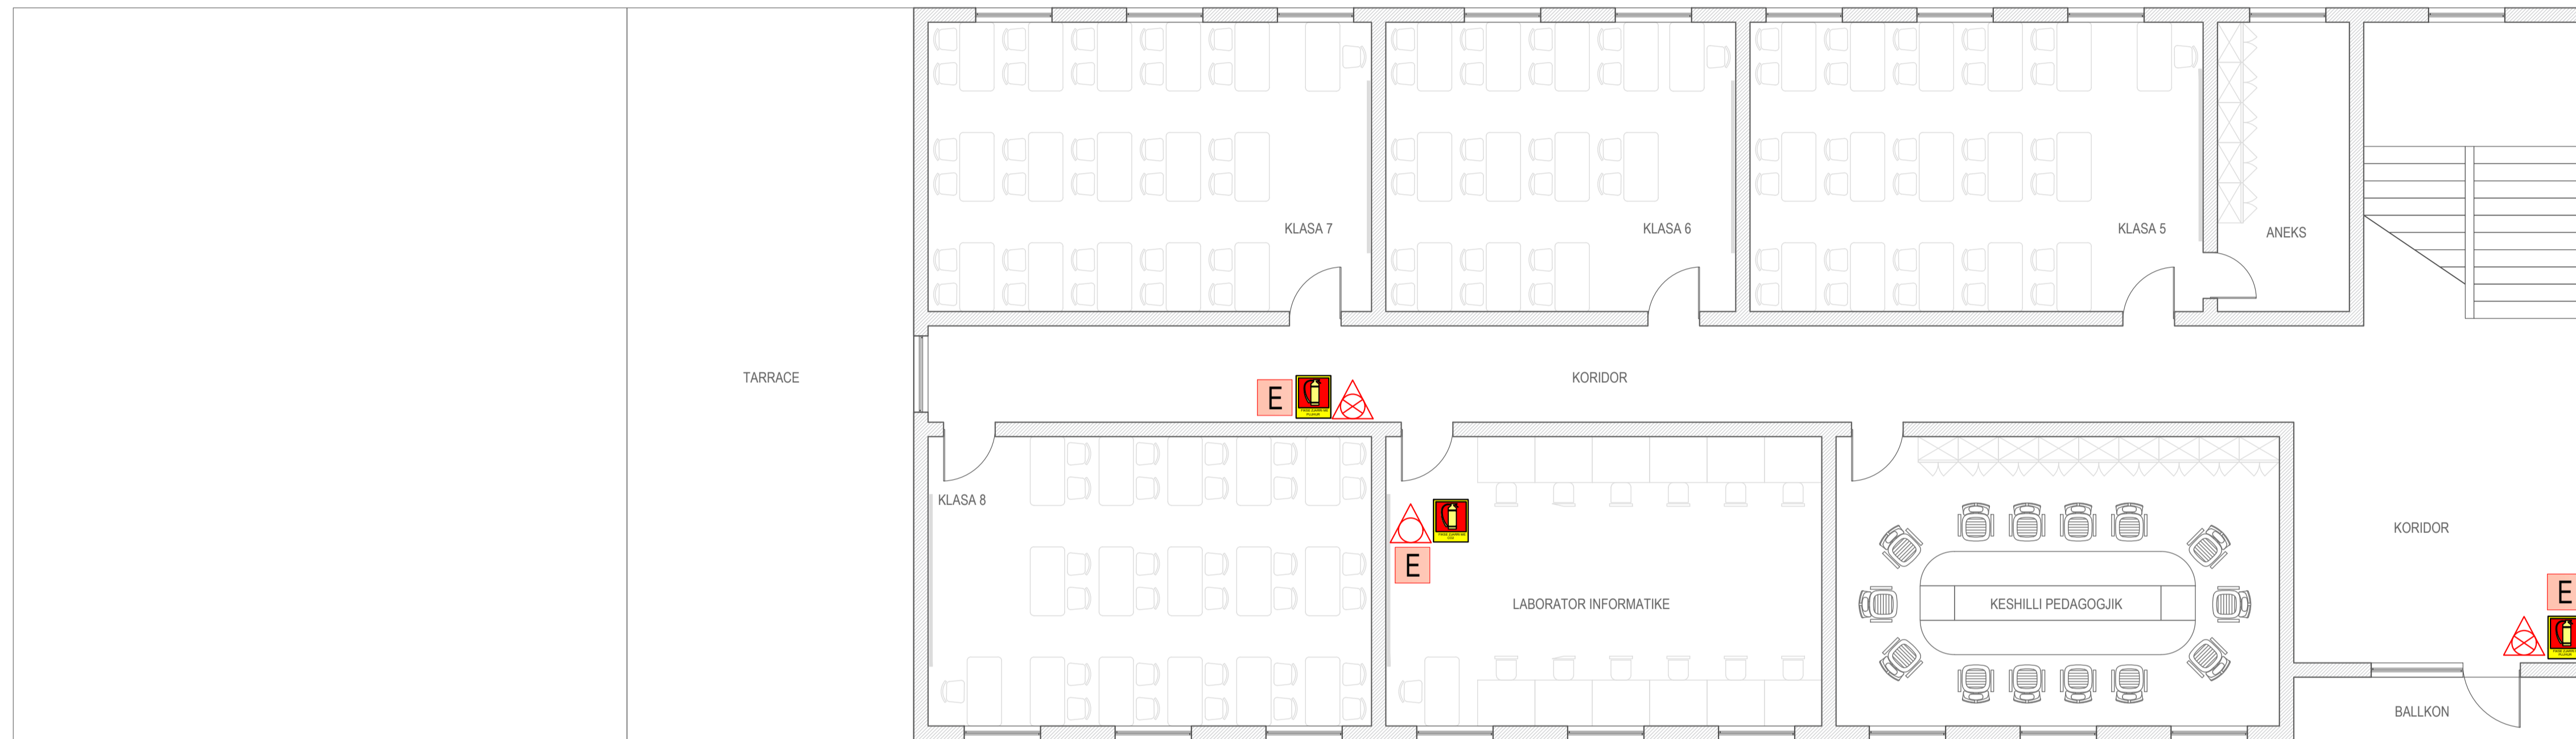 KLASA 7
KLASA 6
KLASA 5
ANEKS
TARRACE
KORIDOR
E
KLASA 8
E
LABORATOR INFORMATIKE
KESHILLI PEDAGOGJIK
KORIDOR
E
BALLKON